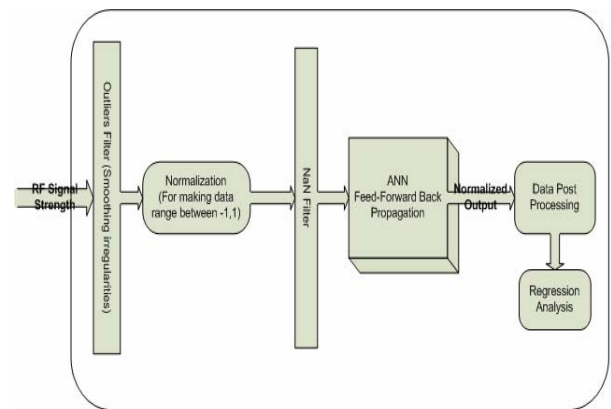 RF Signal
Strength
Outliers Filter (Smoothing irregularities)
Normalization
(For making data
range between -1,1)
NaN Filter
ANN
Feed-Forward Back
Propagation
Normalized
Output
Data Post
Processing
Regression
Analysis